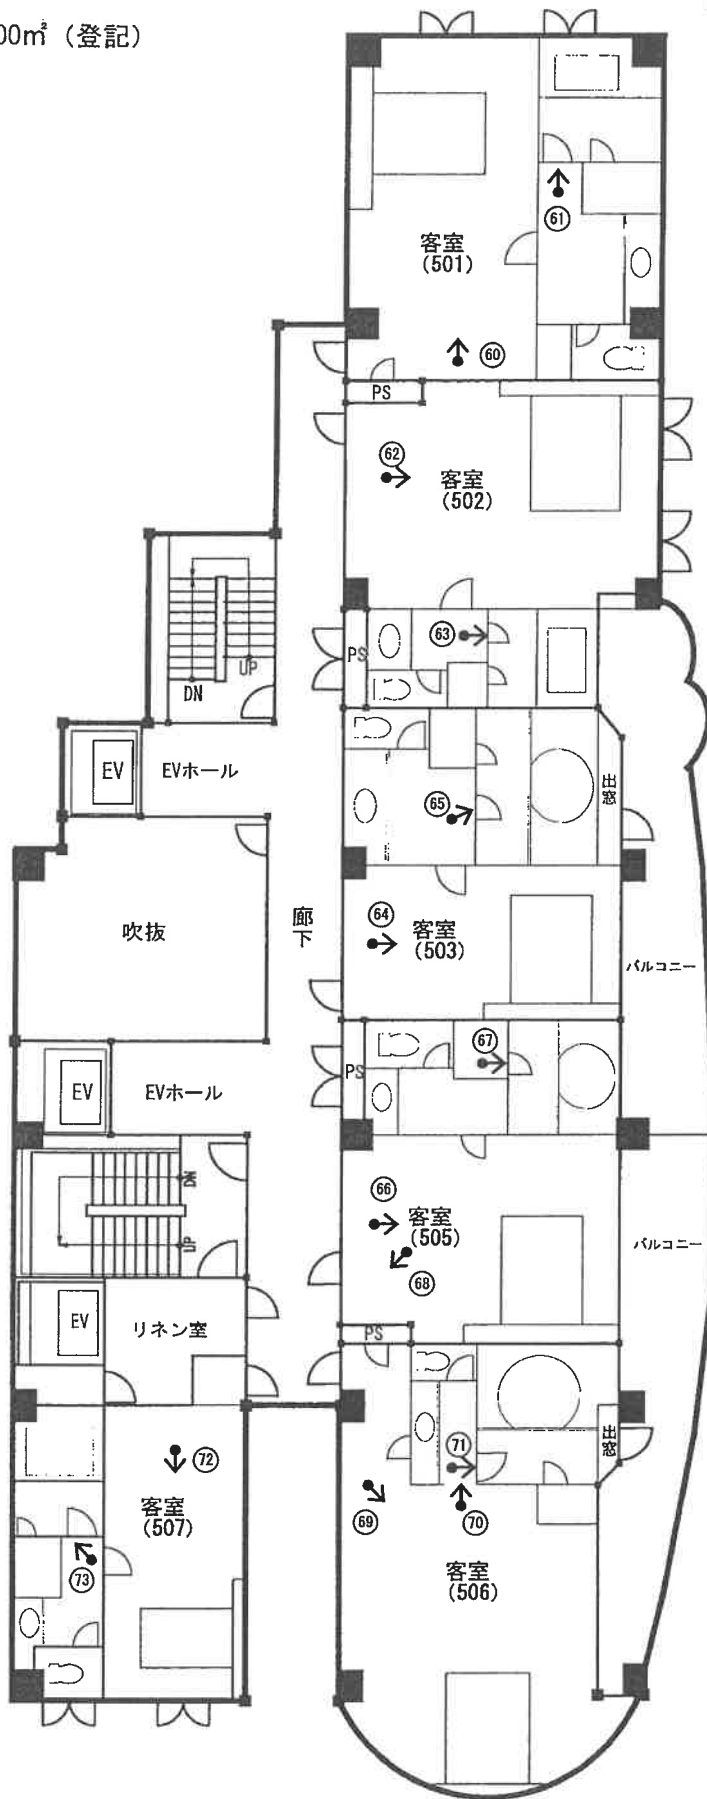 00㎡（登記）
客室
(501)
61
60
PS
62
客室
(502)
63
PS
UP
DN
EV
EVホール
65
出窓
吹抜
廊下
64
客室
(503)
バルコニー
67
PS
EV
EVホール
DN
UP
66
客室
(505)
68
バルコニー
EV
リネン室
PS
72
客室
(507)
73
71
出窓
69
70
客室
(506)